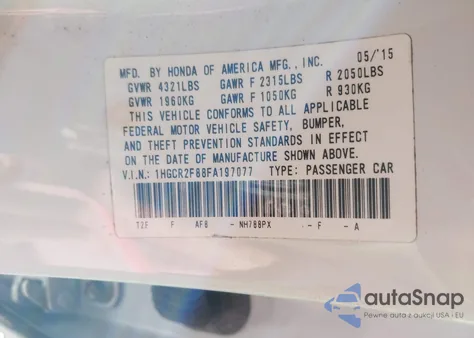 MFD. BY HONDA OF AMERICA MFG., INC. 05/'15
GVWR 4321LBS GAWR F 2315LBS R 2050LBS
GVWR 1960KG GAWR F 1050KG R 930KG
THIS VEHICLE CONFORMS TO ALL APPLICABLE
FEDERAL MOTOR VEHICLE SAFETY, BUMPER,
AND THEFT PREVENTION STANDARDS IN EFFECT
ON THE DATE OF MANUFACTURE SHOWN ABOVE.
V.I.N.: 1HGCR2F88FA197077 TYPE: PASSENGER CAR
T2F F AF8 - NH788PX - - F - A
autoSnap
Pewne auta z aukcji USA - EU